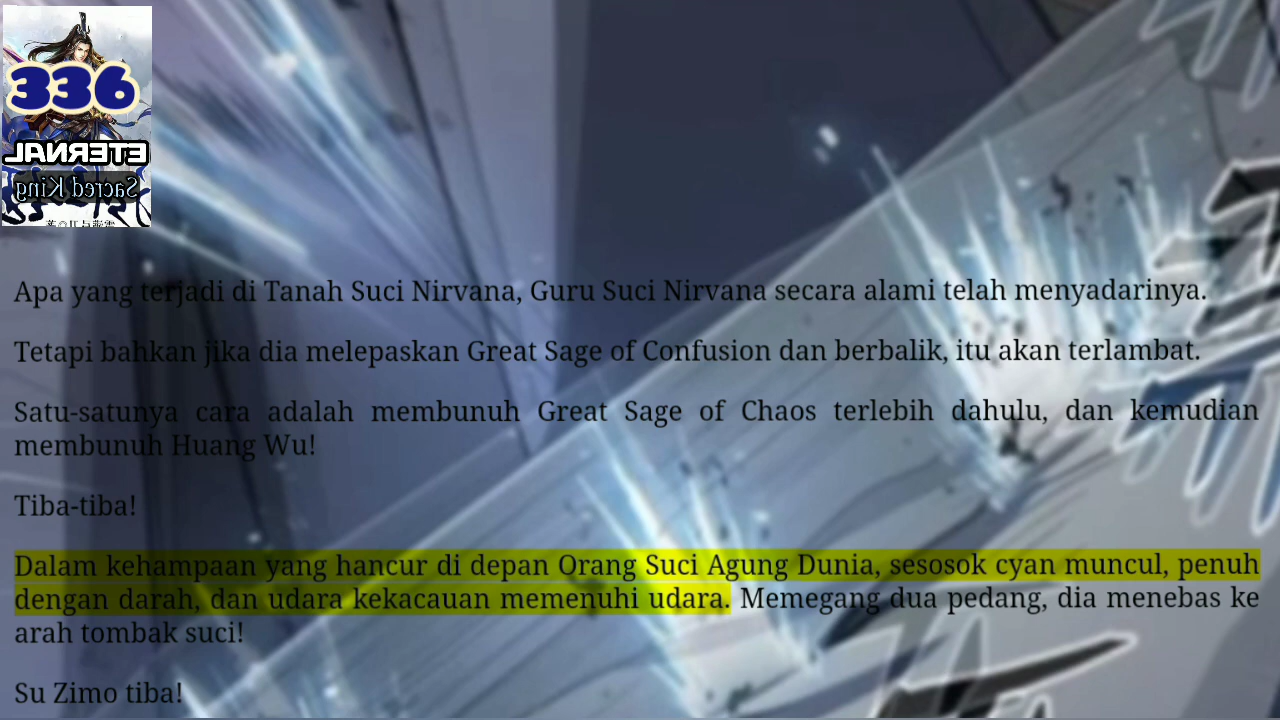 336
ETERNAL
Sacred King
Apa yang terjadi di Tanah Suci Nirvana, Guru Suci Nirvana secara alami telah menyadarinya.
Tetapi bahkan jika dia melepaskan Great Sage of Confusion dan berbalik, itu akan terlambat.
Satu-satunya cara adalah membunuh Great Sage of Chaos terlebih dahulu, dan kemudian
membunuh Huang Wu!
Tiba-tiba!
Dalam kehampaan yang hancur di depan Orang Suci Agung Dunia, sesosok cyan muncul, penuh
dengan darah, dan udara kekacauan memenuhi udara. Memegang dua pedang, dia menebas ke
arah tombak suci!
Su Zimo tiba!